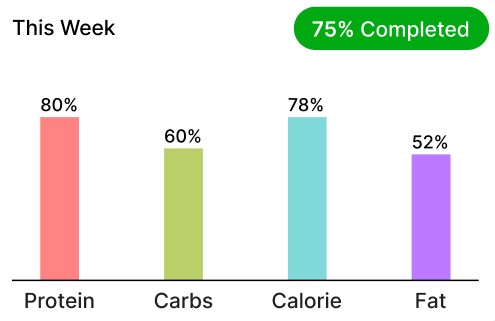 This Week
75% Completed
80%
60%
78%
52%
Protein
Carbs
Calorie
Fat